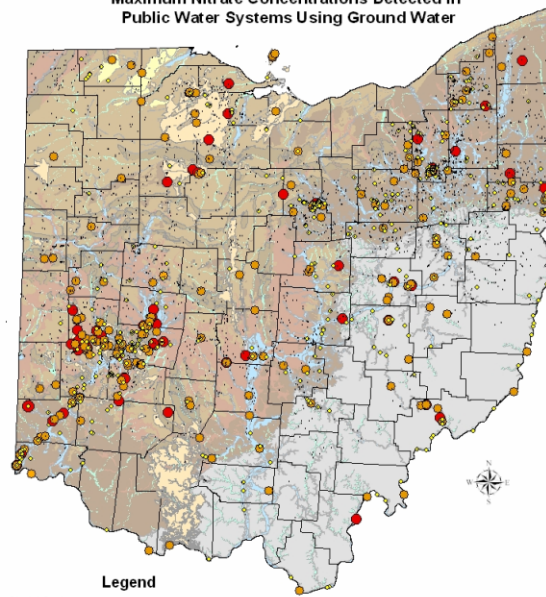 Maximum Nitrate Concentrations Detected in
Public Water Systems Using Ground Water
N
W E
S
Legend